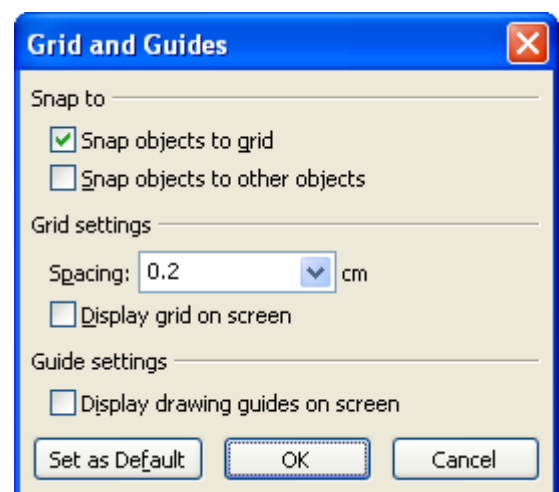 Grid and Guides
Snap to
Snap objects to grid
Snap objects to other objects
Grid settings
Spacing: 0.2 cm
Display grid on screen
Guide settings
Display drawing guides on screen
Set as Default OK Cancel